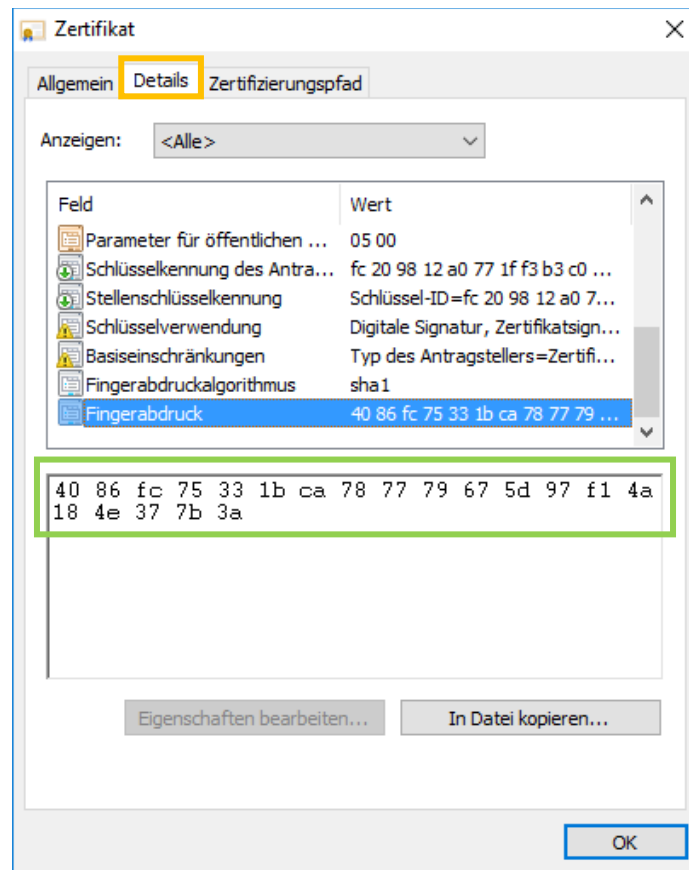 Zertifikat
Allgemein Details Zertifizierungspfad
Anzeigen: <Alle>
Feld Wert
Parameter für öffentlichen ... 05 00
Schlüsselkennung des Antra... fc 20 98 12 a0 77 1f f3 b3 c0 ...
Stellenschlüsselkennung Schlüssel-ID=fc 20 98 12 a0 7...
Schlüsselverwendung Digitale Signatur, Zertifikatsign...
Basiseinschränkungen Typ des Antragstellers=Zertifi...
Fingerabdruckalgorithmus sha1
Fingerabdruck 40 86 fc 75 33 1b ca 78 77 79 ...
40 86 fc 75 33 1b ca 78 77 79 67 5d 97 f1 4a
18 4e 37 7b 3a
Eigenschaften bearbeiten... In Datei kopieren...
OK